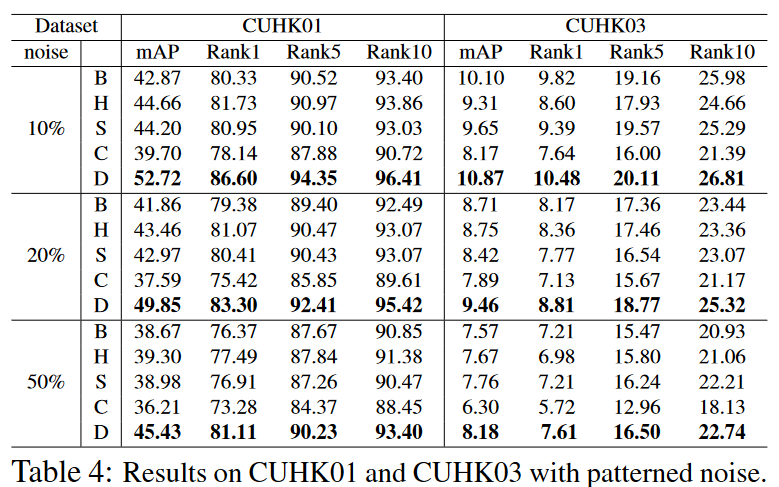 Dataset CUHK01 CUHK03
noise mAP Rank1 Rank5 Rank10 mAP Rank1 Rank5 Rank10
B 42.87 80.33 90.52 93.40 10.10 9.82 19.16 25.98
H 44.66 81.73 90.97 93.86 9.31 8.60 17.93 24.66
10% S 44.20 80.95 90.10 93.03 9.65 9.39 19.57 25.29
C 39.70 78.14 87.88 90.72 8.17 7.64 16.00 21.39
D 52.72 86.60 94.35 96.41 10.87 10.48 20.11 26.81
B 41.86 79.38 89.40 92.49 8.71 8.17 17.36 23.44
H 43.46 81.07 90.47 93.07 8.75 8.36 17.46 23.36
20% S 42.97 80.41 90.43 93.07 8.42 7.77 16.54 23.07
C 37.59 75.42 85.85 89.61 7.89 7.13 15.67 21.17
D 49.85 83.30 92.41 95.42 9.46 8.81 18.77 25.32
B 38.67 76.37 87.67 90.85 7.57 7.21 15.47 20.93
H 39.30 77.49 87.84 91.38 7.67 6.98 15.80 21.06
50% S 38.98 76.91 87.26 90.47 7.76 7.21 16.24 22.21
C 36.21 73.28 84.37 88.45 6.30 5.72 12.96 18.13
D 45.43 81.11 90.23 93.40 8.18 7.61 16.50 22.74
Table 4: Results on CUHK01 and CUHK03 with patterned noise.